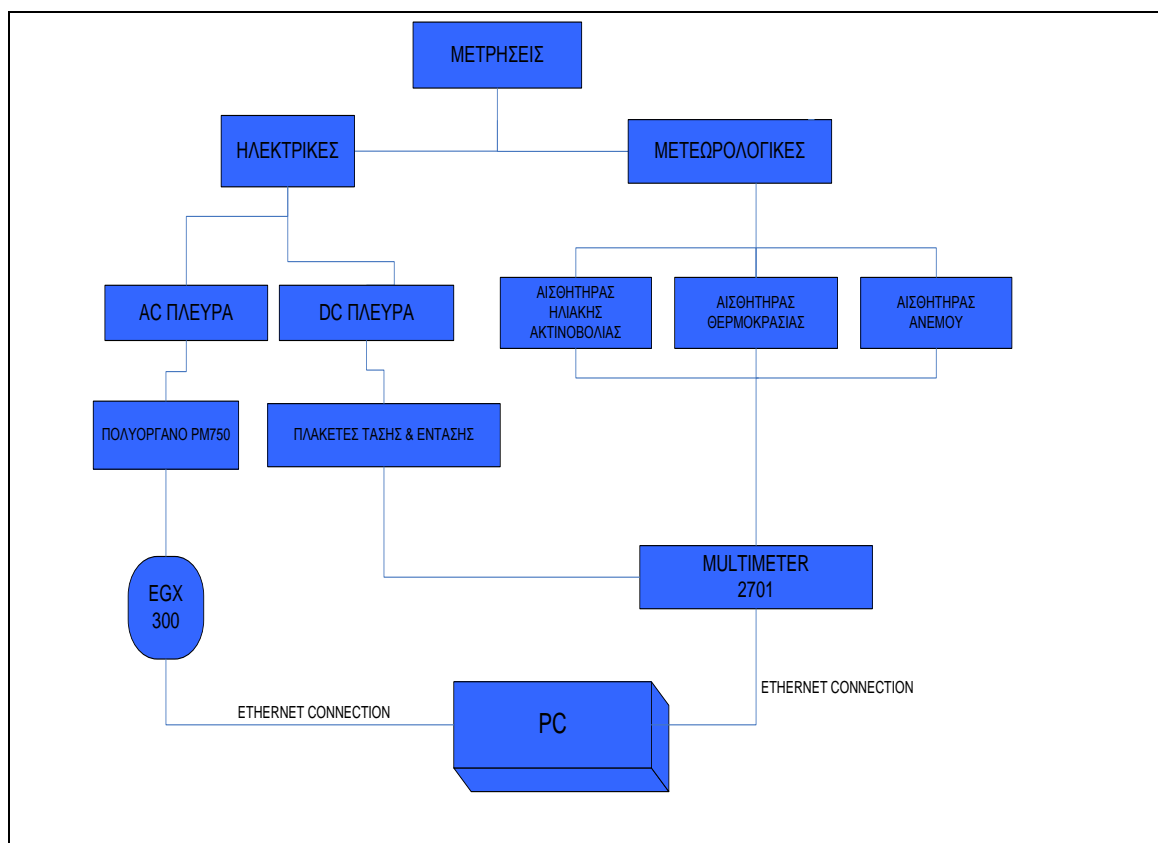 ΜΕΤΡΗΣΕΙΣ
ΗΛΕΚΤΡΙΚΕΣ
ΜΕΤΕΩΡΟΛΟΓΙΚΕΣ
AC ΠΛΕΥΡΑ
DC ΠΛΕΥΡΑ
ΑΙΣΘΗΤΗΡΑΣ
ΗΛΙΑΚΗΣ
ΑΚΤΙΝΟΒΟΛΙΑΣ
ΑΙΣΘΗΤΗΡΑΣ
ΘΕΡΜΟΚΡΑΣΙΑΣ
ΑΙΣΘΗΤΗΡΑΣ
ΑΝΕΜΟΥ
ΠΟΛΥΟΡΓΑΝΟ PM750
ΠΛΑΚΕΤΕΣ ΤΑΣΗΣ & ΕΝΤΑΣΗΣ
EGX
300
MULTIMETER
2701
ETHERNET CONNECTION
ETHERNET CONNECTION
PC